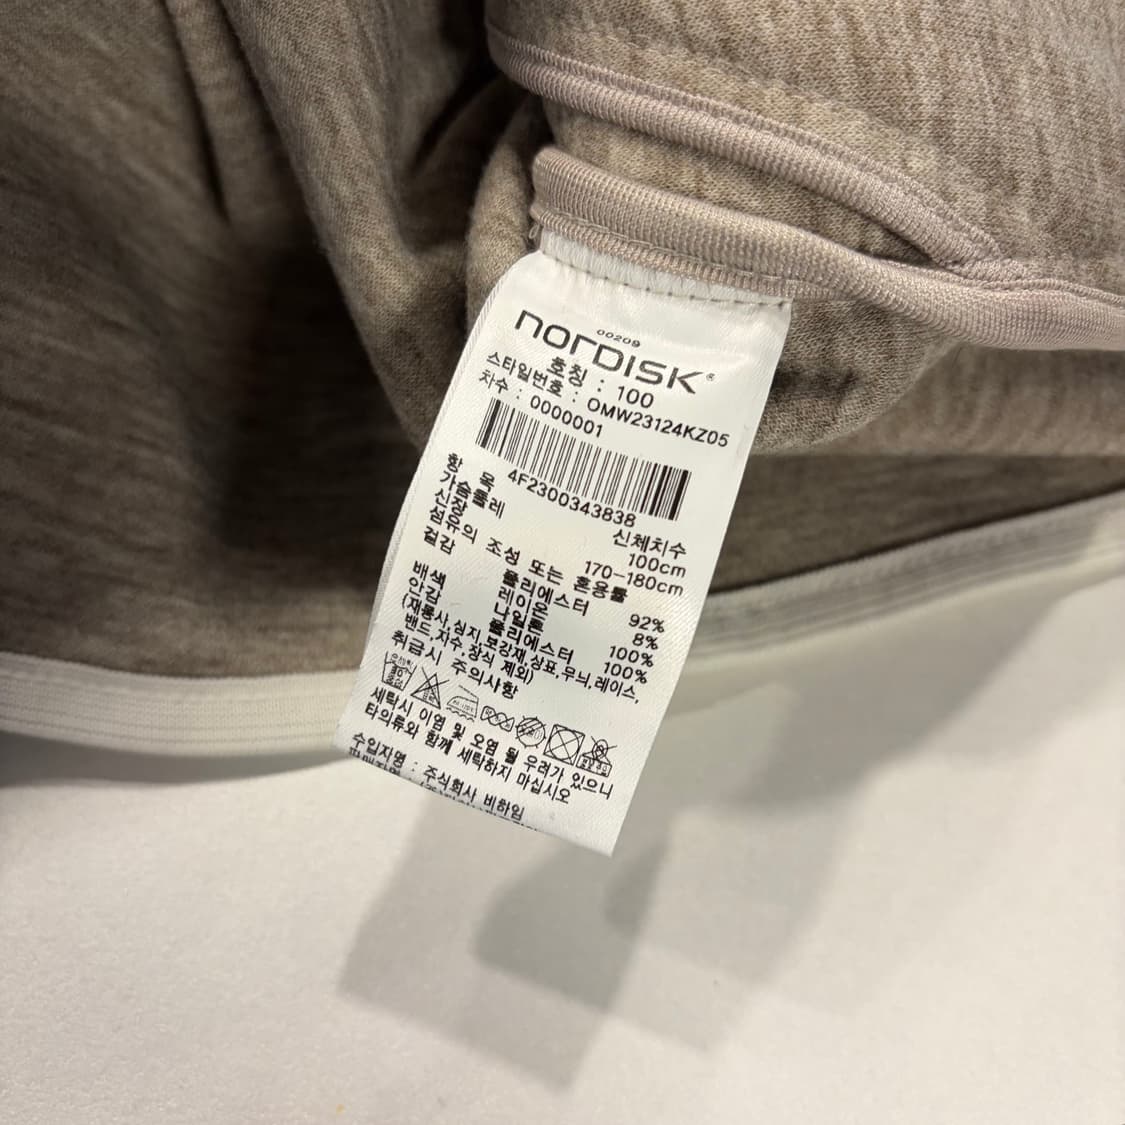 00209
nordisk®
호칭 : 100
스타일번호 : OMW23124KZ05
차수 : 0000001
4F2300343838
항 목 신체치수
가슴둘레 100cm
신장 170-180cm
섬유의 조성 또는 혼용률
겉감 폴리에스터 92%
레이온 8%
배색 나일론 100%
안감 폴리에스터 100%
(재봉사,심지,보강재,상표,무늬,레이스,
밴드,자수,장식 제외)
취급시 주의사항
세탁시 이염 및 오염 될 우려가 있으니
타의류와 함께 세탁하지 마십시오
수입자명 : 주식회사 비하임
판매자명 :